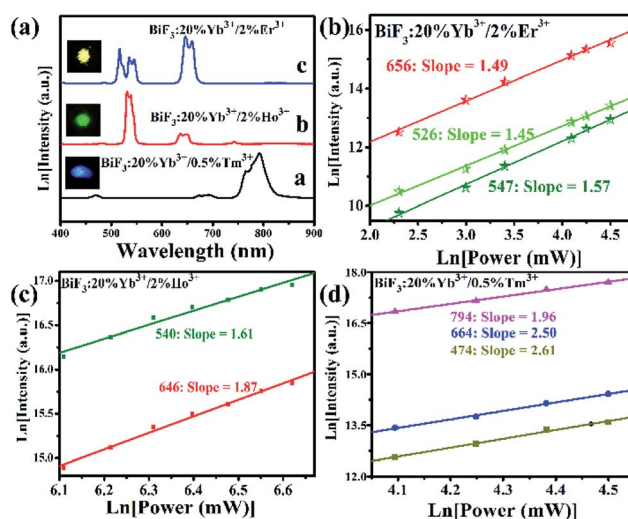 (a)
BiF₃:20%Yb³⁺/2%Er³⁺
c
BiF₃:20%Yb³⁺/2%Ho³⁺
b
BiF₃:20%Yb³⁺/0.5%Tm³⁺
a
Ln[Intensity (a.u.)]
400 500 600 700 800 900
Wavelength (nm)
(b)
BiF₃:20%Yb³⁺/2%Er³⁺
656: Slope = 1.49
526: Slope = 1.45
547: Slope = 1.57
Ln[Intensity (a.u.)]
16
14
12
10
2.0 2.5 3.0 3.5 4.0 4.5
Ln[Power (mW)]
(c)
BiF₃:20%Yb³⁺/2%Ho³⁺
540: Slope = 1.61
646: Slope = 1.87
Ln[Intensity (a.u.)]
17.0
16.5
16.0
15.5
15.0
6.1 6.2 6.3 6.4 6.5 6.6
Ln[Power (mW)]
(d)
BiF₃:20%Yb³⁺/0.5%Tm³⁺
794: Slope = 1.96
664: Slope = 2.50
474: Slope = 2.61
Ln[Intensity (a.u.)]
18.0
16.5
15.0
13.5
12.0
4.1 4.2 4.3 4.4 4.5
Ln[Power (mW)]